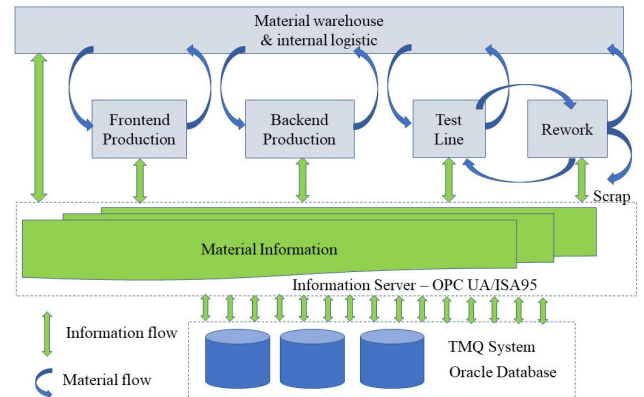 Material warehouse
& internal logistic
Frontend
Production
Backend
Production
Test
Line
Rework
Scrap
Material Information
Information Server – OPC UA/ISA95
Information flow
TMQ System
Oracle Database
Material flow